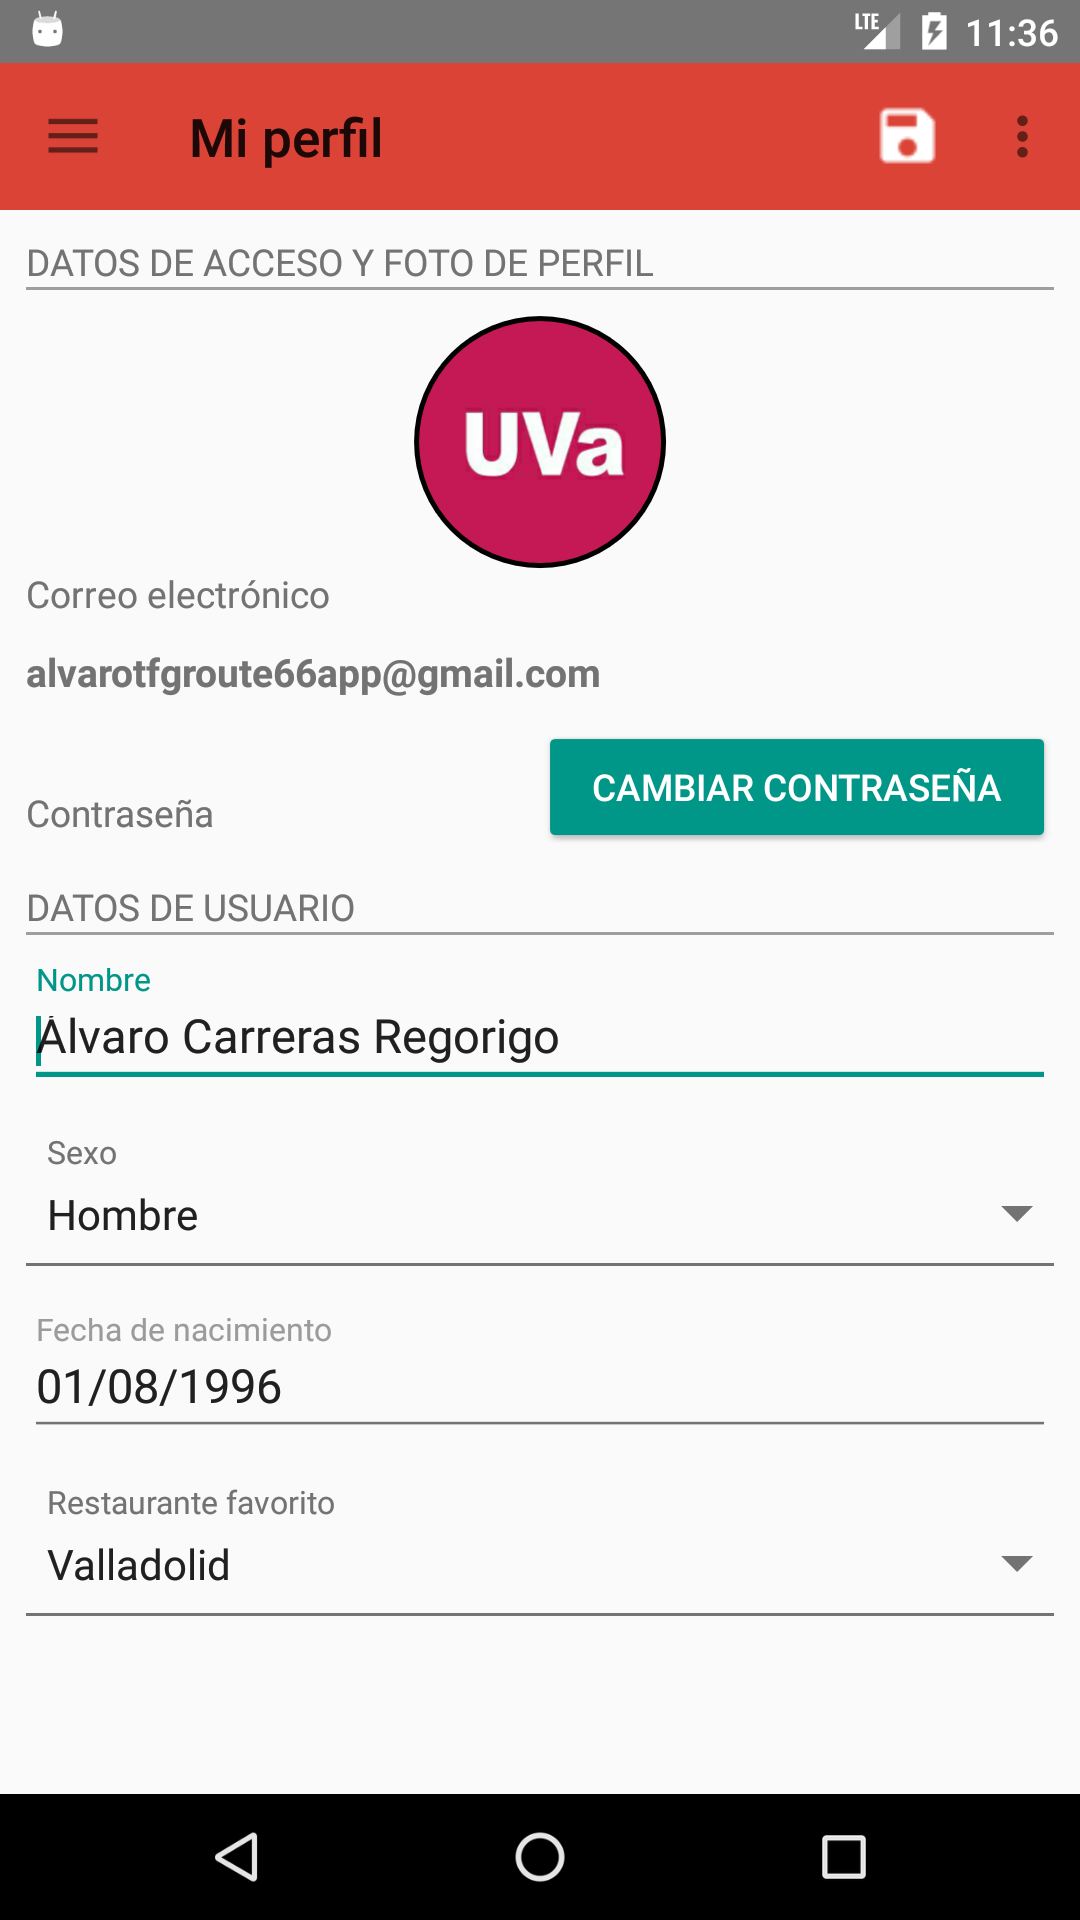 LTE 11:36
Mi perfil
DATOS DE ACCESO Y FOTO DE PERFIL
UVa
Correo electrónico
alvarotfgroute66app@gmail.com
CAMBIAR CONTRASEÑA
Contraseña
DATOS DE USUARIO
Nombre
Álvaro Carreras Regorigo
Sexo
Hombre
Fecha de nacimiento
01/08/1996
Restaurante favorito
Valladolid